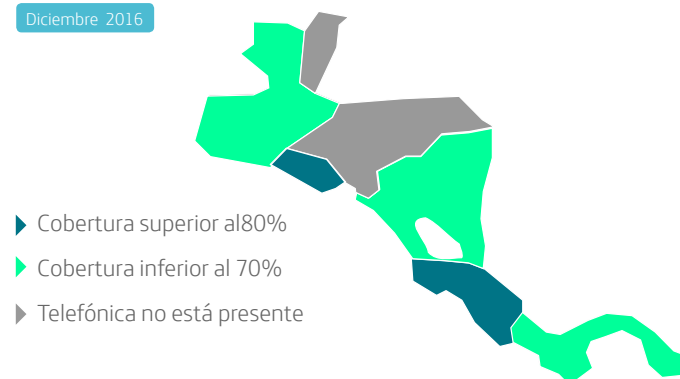 Diciembre 2016
Cobertura superior al80%
Cobertura inferior al 70%
Telefónica no está presente